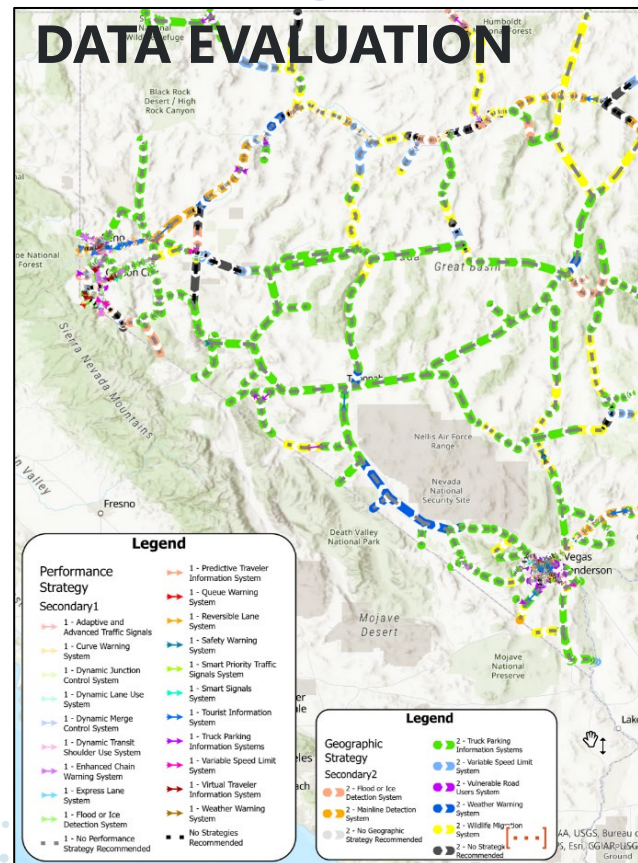 DATA EVALUATION
Humboldt
Black Rock
Desert / High
Rock Canyon
Great Basin
Forest
Sierra Nevada Mountains
Nellis Air Force
Range
Nevada
National
Security Site
Fresno
Death Valley
National Park
Vegas
Mojave
Desert
Mojave
National
Preserve
Legend
Performance
Strategy
Secondary1
1 - Adaptive and
Advanced Traffic Signals
1 - Curve Warning
System
1 - Dynamic Junction
Control System
1 - Dynamic Lane Use
System
1 - Dynamic Merge
Control System
1 - Dynamic Transit
Shoulder Use System
1 - Enhanced Chain
Warning System
1 - Express Lane
System
1 - Flood or Ice
Detection System
1 - No Performance
Strategy Recommended
1 - Predictive Traveler
Information System
1 - Queue Warning
System
1 - Reversible Lane
System
1 - Safety Warning
System
1 - Smart Priority Traffic
Signals System
1 - Smart Signals
System
1 - Tourist Information
System
1 - Truck Parking
Information Systems
1 - Variable Speed Limit
System
1 - Virtual Traveler
Information System
1 - Weather Warning
System
No Strategies
Recommended
Legend
Geographic
Strategy
Secondary2
2 - Flood or Ice
Detection System
2 - Mainline Detection
System
2 - No Geographic
Strategy Recommended
2 - Truck Parking
Information Systems
2 - Variable Speed Limit
System
2 - Vulnerable Road
Users System
2 - Weather Warning
System
2 - Wildlife Migration
System
2 - No Strategies
Recommended